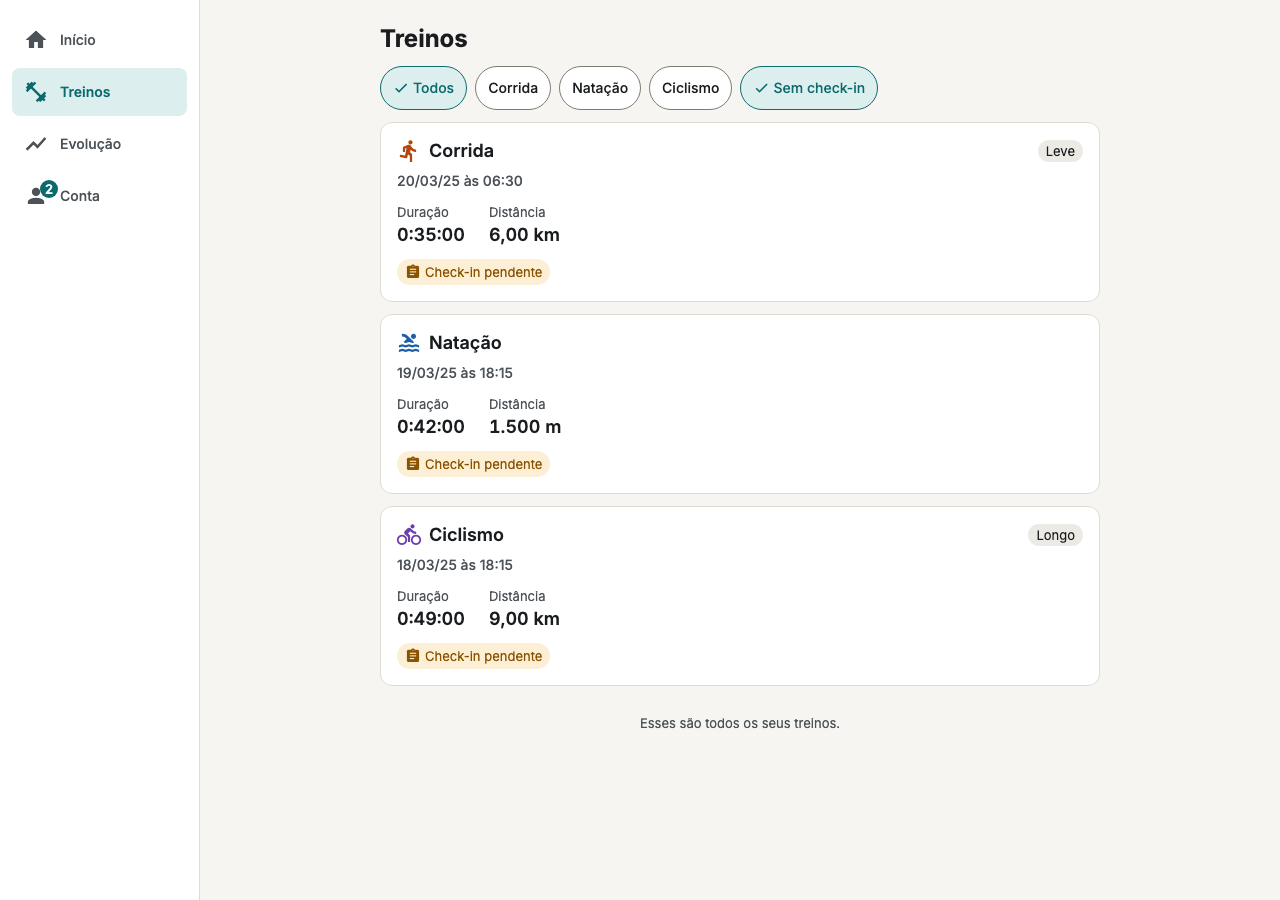 Início
Treinos
Evolução
2
Conta
Treinos
Todos
Corrida
Natação
Ciclismo
Sem check-in
Corrida
Leve
20/03/25 às 06:30
Duração
Distância
0:35:00
6,00 km
Check-in pendente
Natação
19/03/25 às 18:15
Duração
Distância
0:42:00
1.500 m
Check-in pendente
Ciclismo
Longo
18/03/25 às 18:15
Duração
Distância
0:49:00
9,00 km
Check-in pendente
Esses são todos os seus treinos.